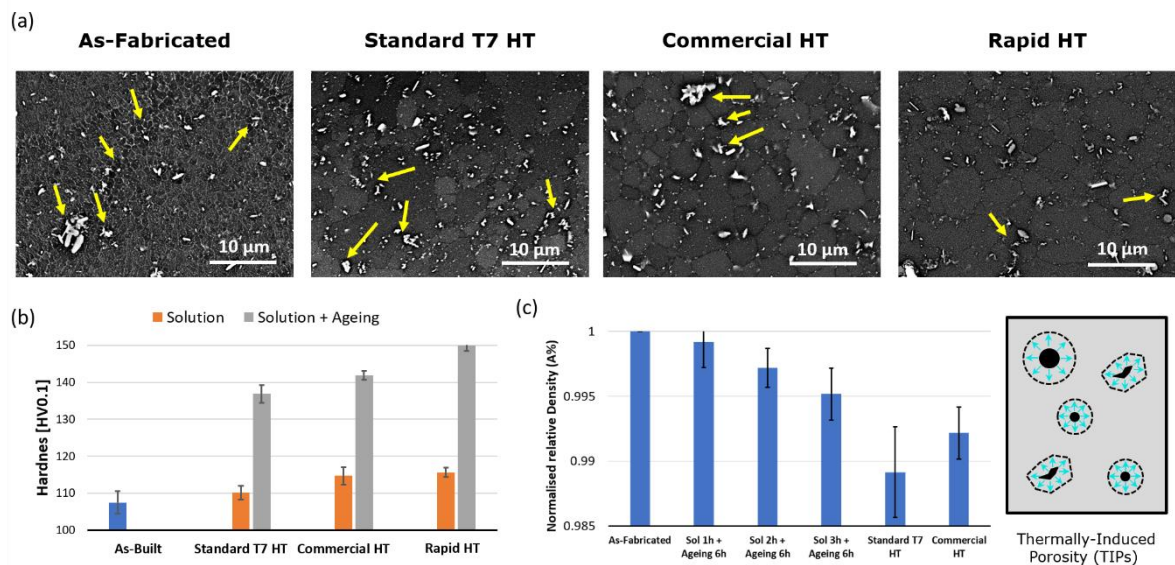 (a)
As-Fabricated
Standard T7 HT
Commercial HT
Rapid HT
10 µm
10 µm
10 µm
10 µm
(b)
Solution
Solution + Ageing
Hardnes [HV0.1]
150
140
130
120
110
100
As-Built
Standard T7 HT
Commercial HT
Rapid HT
(c)
Normalised relative Density (A%)
1
0.995
0.99
0.985
As-Fabricated
Sol 1h +
Ageing 6h
Sol 2h +
Ageing 6h
Sol 3h +
Ageing 6h
Standard T7
HT
Commercial
HT
Thermally-Induced
Porosity (TIPs)